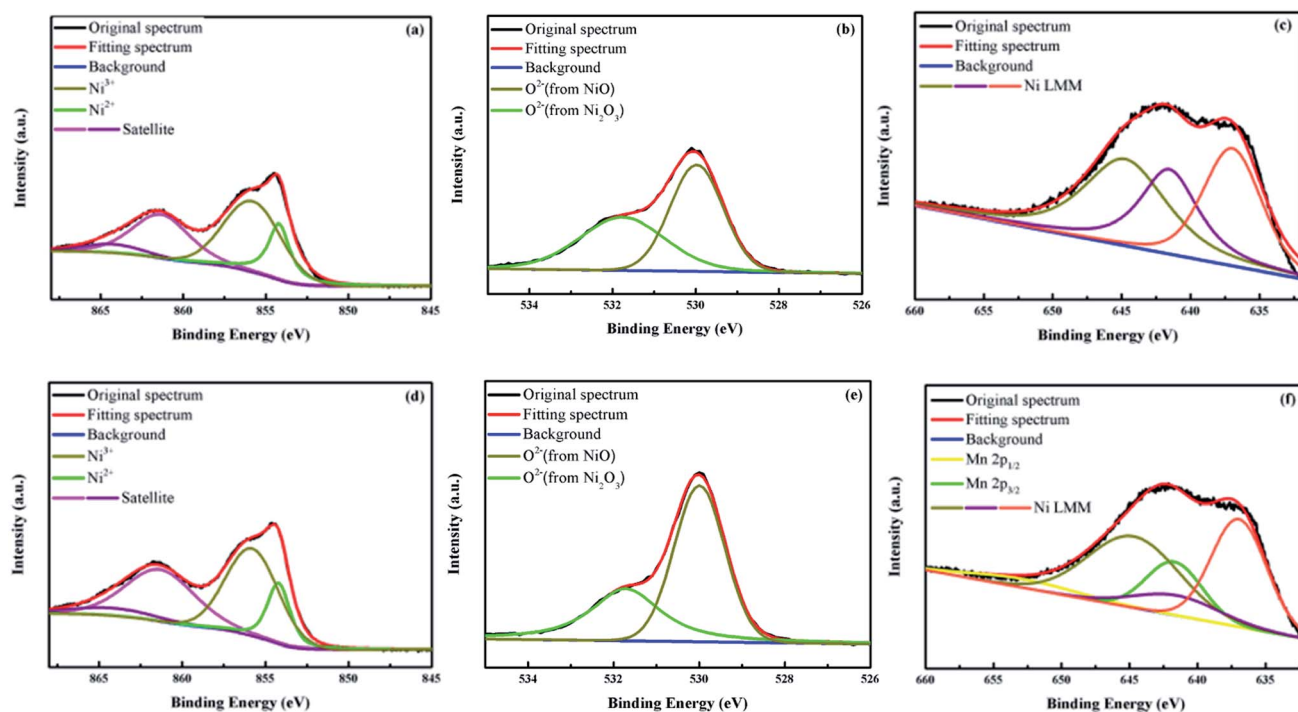 (a)
Original spectrum
Fitting spectrum
Background
Ni³⁺
Ni²⁺
Satellite
Intensity (a.u.)
865 860 855 850 845
Binding Energy (eV)
(b)
Original spectrum
Fitting spectrum
Background
O²⁻(from NiO)
O²⁻(from Ni₂O₃)
Intensity (a.u.)
534 532 530 528 526
Binding Energy (eV)
(c)
Original spectrum
Fitting spectrum
Background
Ni LMM
Intensity (a.u.)
660 655 650 645 640 635
Binding Energy (eV)
(d)
Original spectrum
Fitting spectrum
Background
Ni³⁺
Ni²⁺
Satellite
Intensity (a.u.)
865 860 855 850 845
Binding Energy (eV)
(e)
Original spectrum
Fitting spectrum
Background
O²⁻(from NiO)
O²⁻(from Ni₂O₃)
Intensity (a.u.)
534 532 530 528 526
Binding Energy (eV)
(f)
Original spectrum
Fitting spectrum
Background
Mn 2p₁/₂
Mn 2p₃/₂
Ni LMM
Intensity (a.u.)
660 655 650 645 640 635
Binding Energy (eV)